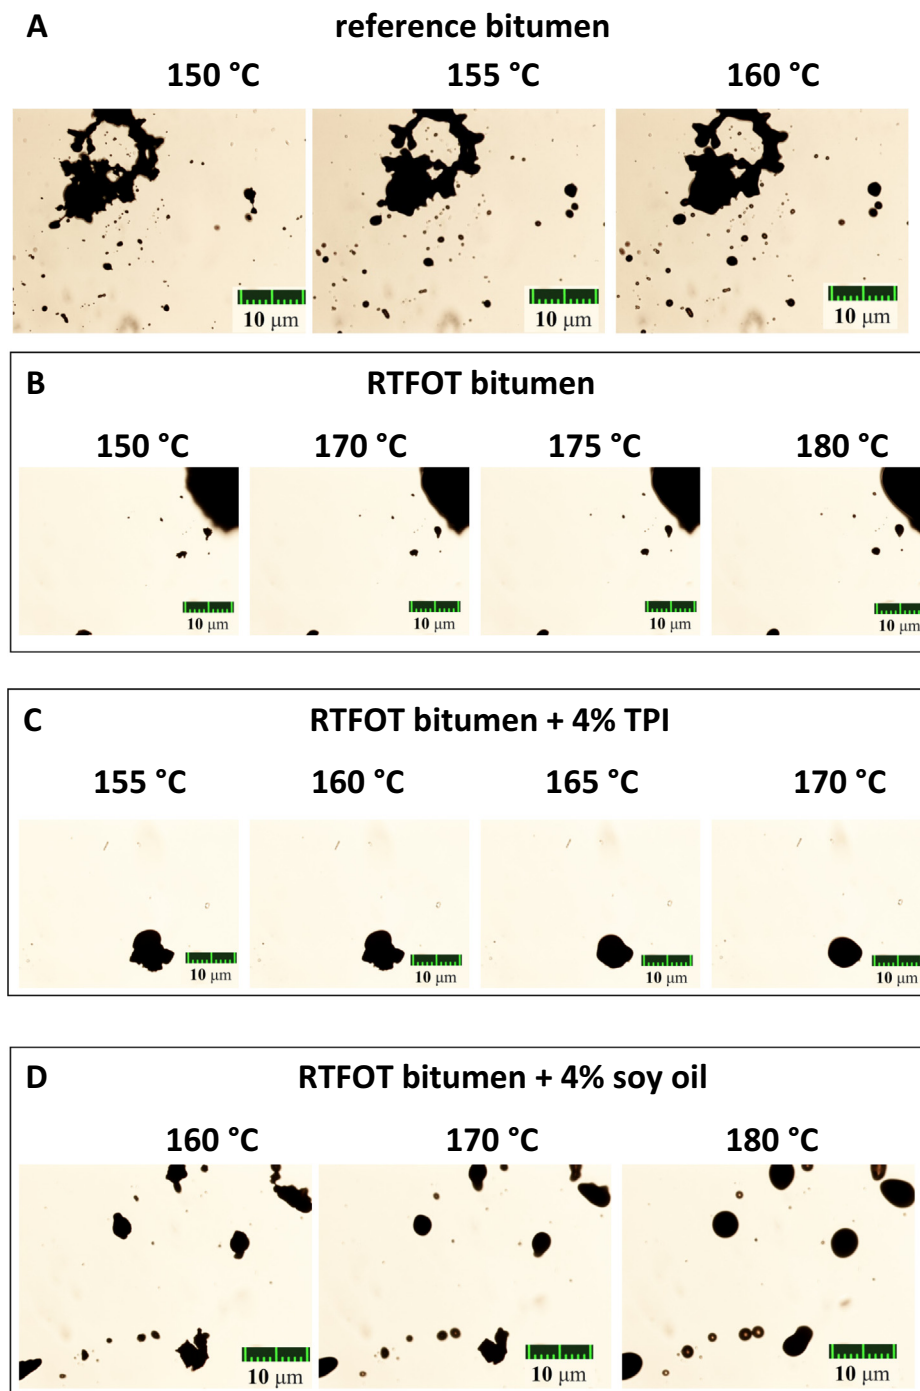 A
reference bitumen
150 °C 155 °C 160 °C
10 μm 10 μm 10 μm
B
RTFOT bitumen
150 °C 170 °C 175 °C 180 °C
10 μm 10 μm 10 μm 10 μm
C
RTFOT bitumen + 4% TPI
155 °C 160 °C 165 °C 170 °C
10 μm 10 μm 10 μm 10 μm
D
RTFOT bitumen + 4% soy oil
160 °C 170 °C 180 °C
10 μm 10 μm 10 μm